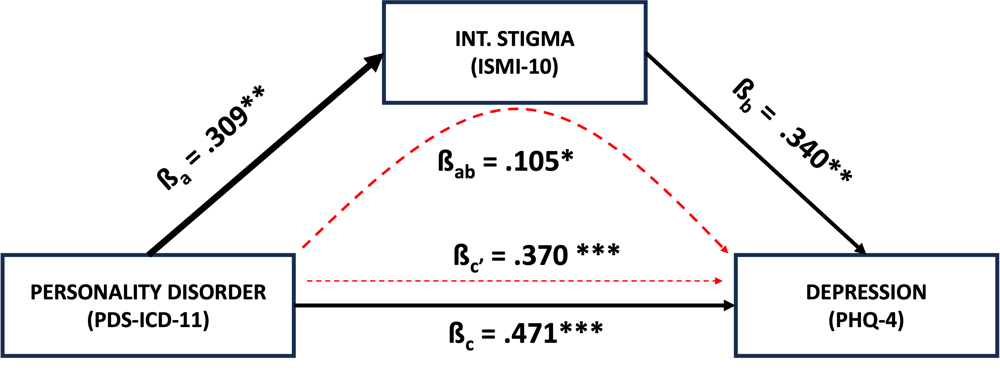 INT. STIGMA
(ISMI-10)
ßa = .309**
ßb = .340**
ßab = .105*
ßc’ = .370 ***
PERSONALITY DISORDER
(PDS-ICD-11)
DEPRESSION
(PHQ-4)
ßc = .471***